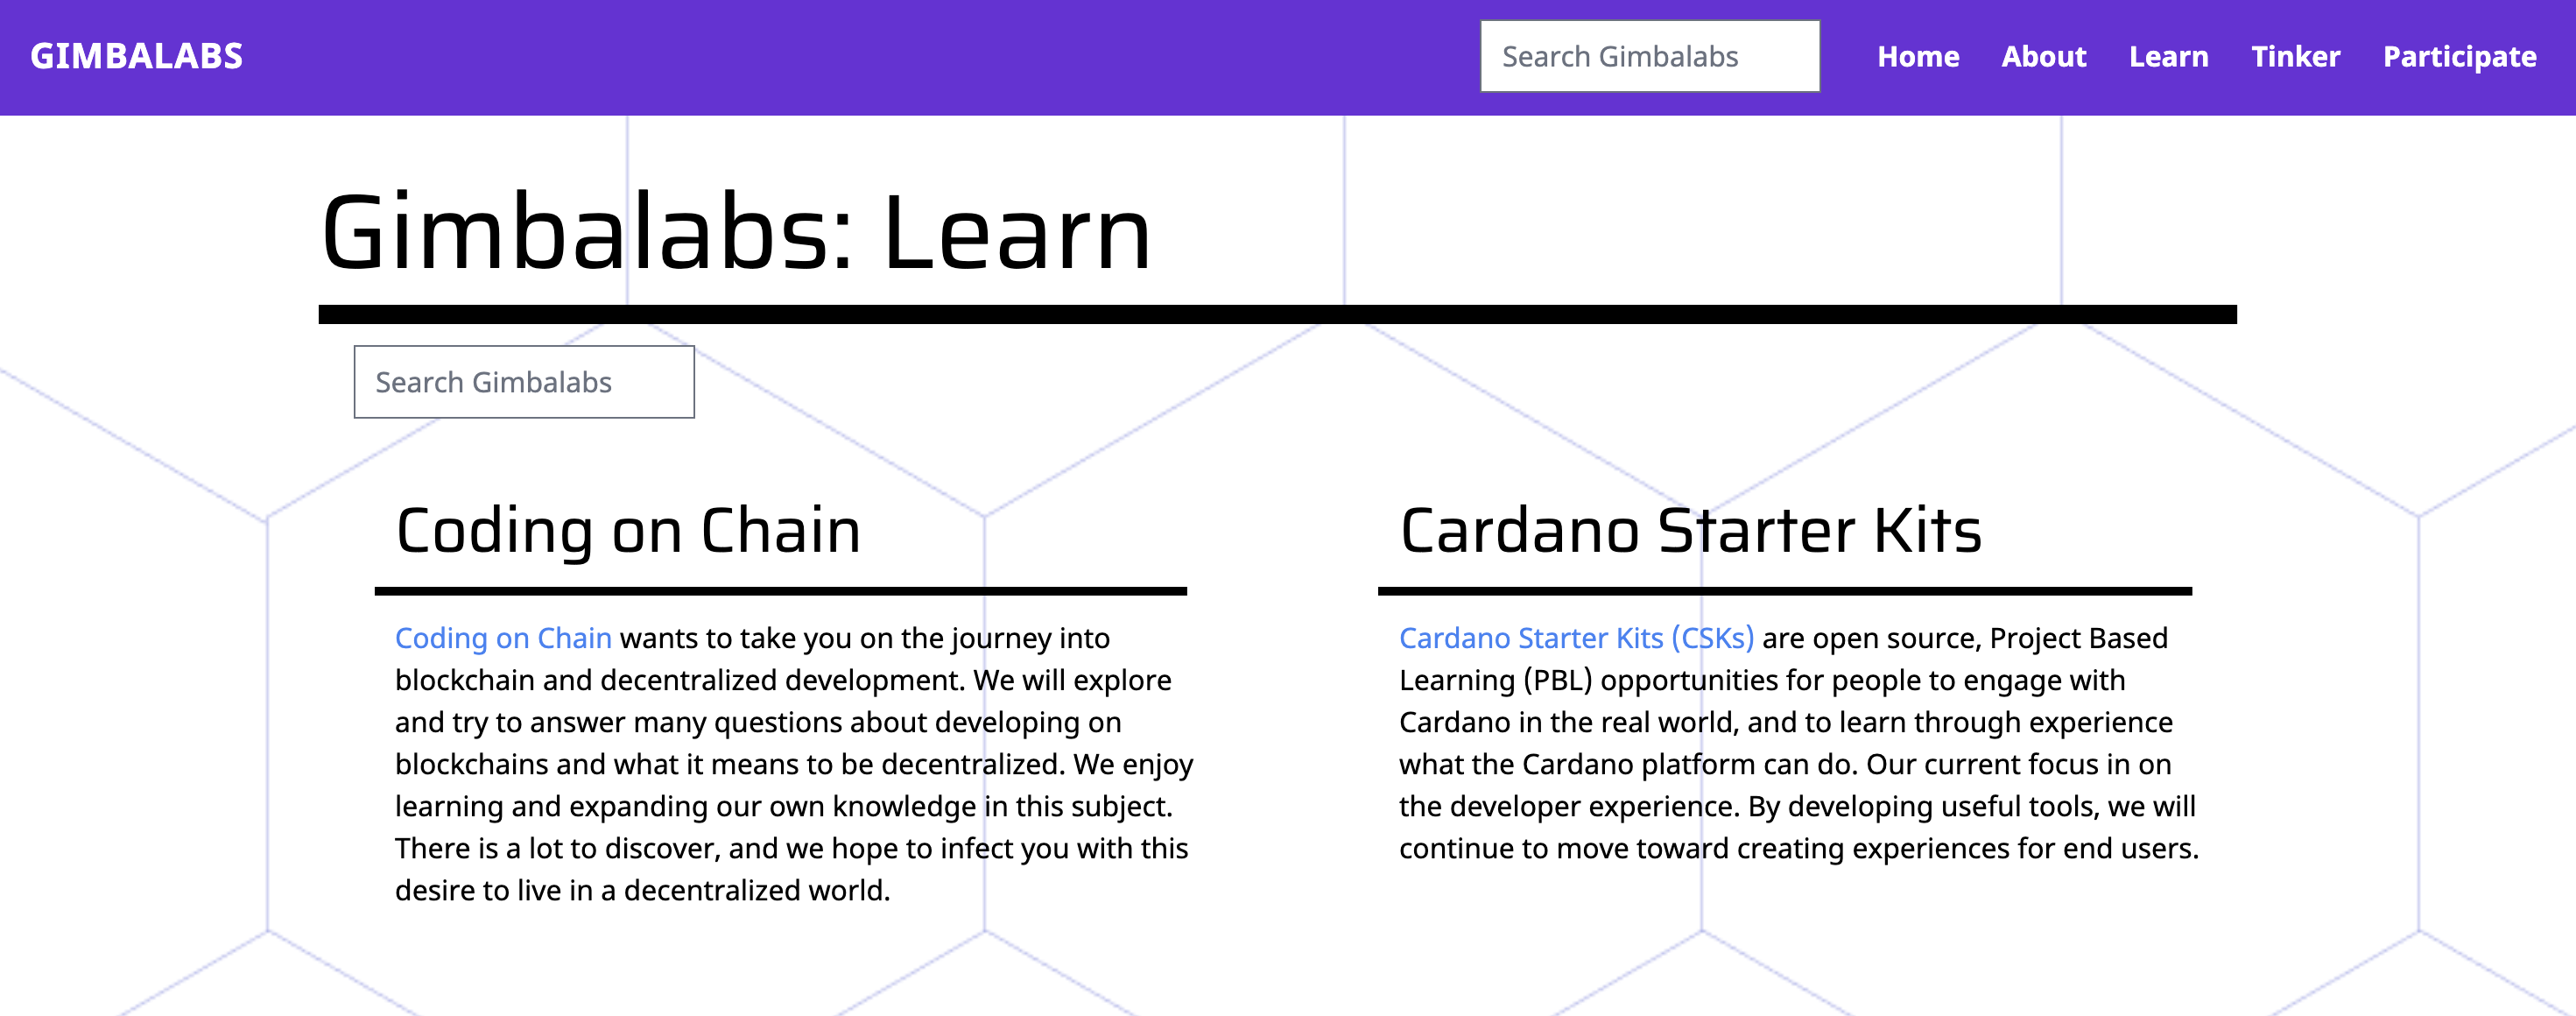 GIMBALABS
Search Gimbalabs
Home
About
Learn
Tinker
Participate
Gimbalabs: Learn
Search Gimbalabs
Coding on Chain
Coding on Chain wants to take you on the journey into
blockchain and decentralized development. We will explore
and try to answer many questions about developing on
blockchains and what it means to be decentralized. We enjoy
learning and expanding our own knowledge in this subject.
There is a lot to discover, and we hope to infect you with this
desire to live in a decentralized world.
Cardano Starter Kits
Cardano Starter Kits (CSKs) are open source, Project Based
Learning (PBL) opportunities for people to engage with
Cardano in the real world, and to learn through experience
what the Cardano platform can do. Our current focus in on
the developer experience. By developing useful tools, we will
continue to move toward creating experiences for end users.